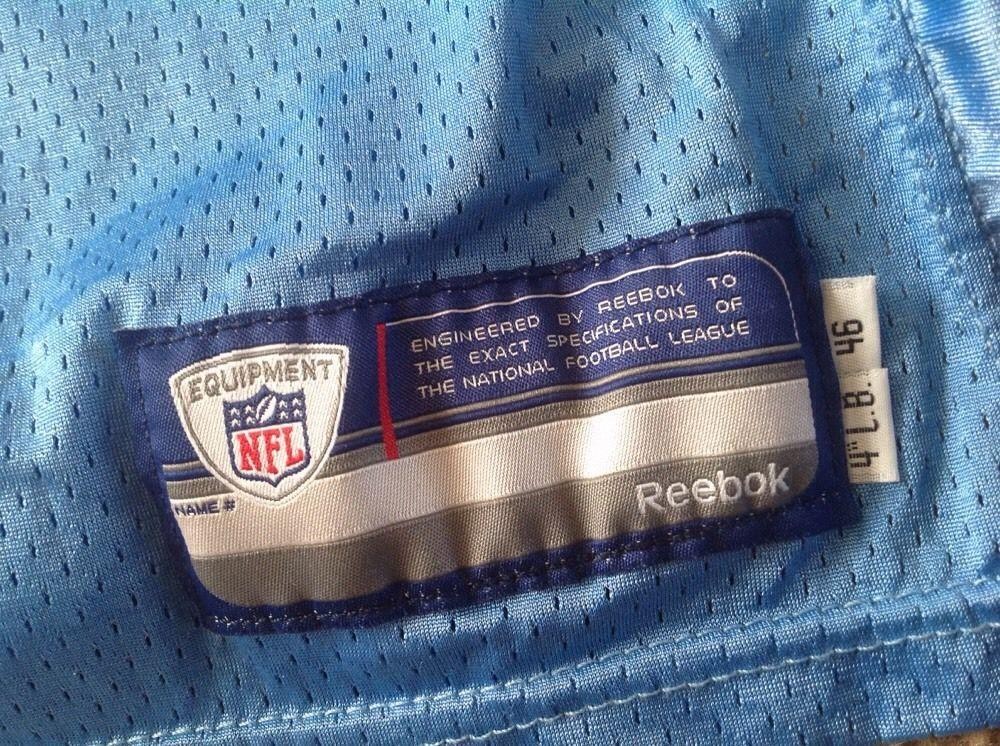 EQUIPMENT
NFL
NAME #
ENGINEERED BY REEBOK TO
THE EXACT SPECIFICATIONS OF
THE NATIONAL FOOTBALL LEAGUE
Reebok
46
4" L.B.